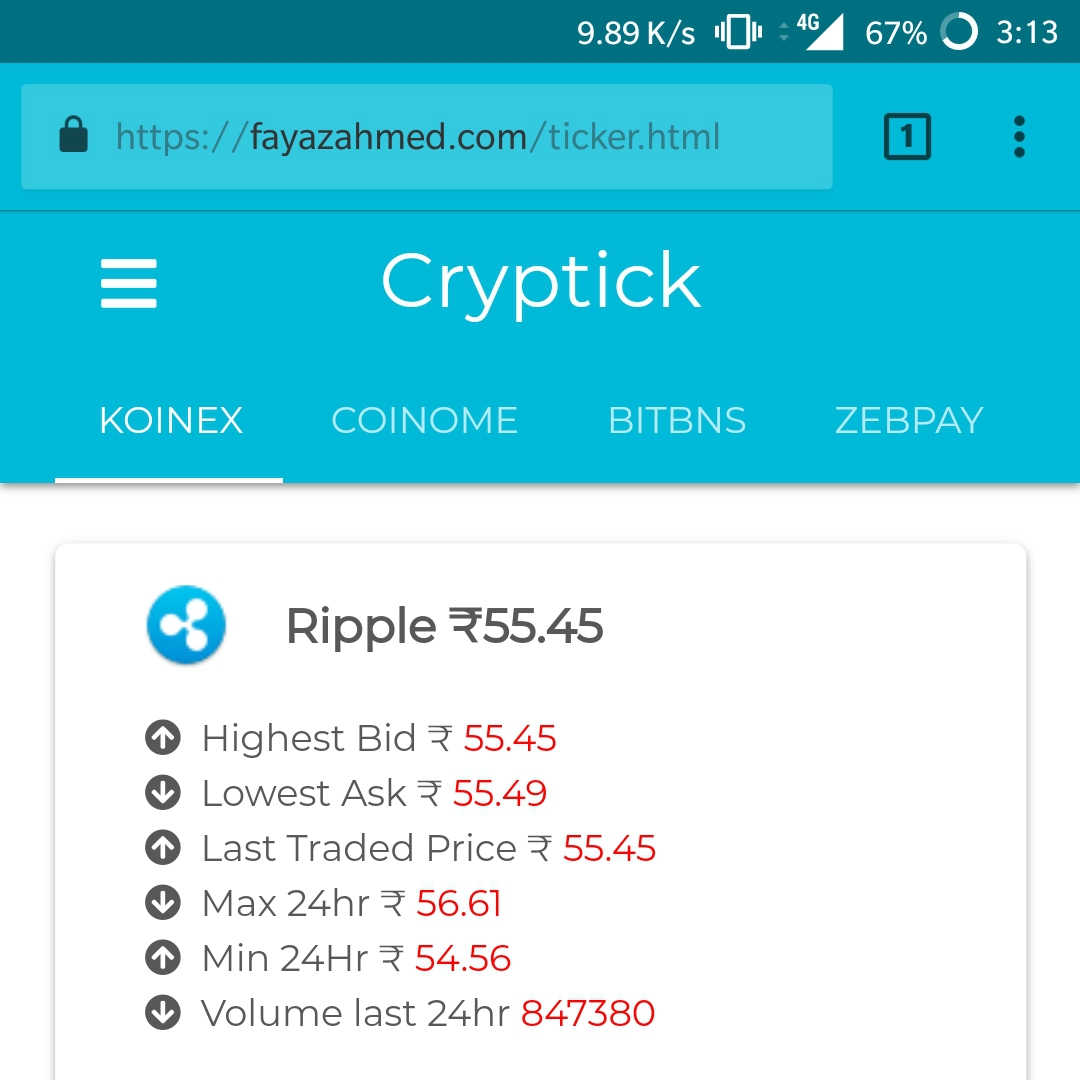 9.89 K/s 4G 67% 3:13
https://fayazahmed.com/ticker.html 1
Cryptick
KOINEX COINOME BITBNS ZEBPAY
Ripple ₹55.45
Highest Bid ₹ 55.45
Lowest Ask ₹ 55.49
Last Traded Price ₹ 55.45
Max 24hr ₹ 56.61
Min 24Hr ₹ 54.56
Volume last 24hr 847380